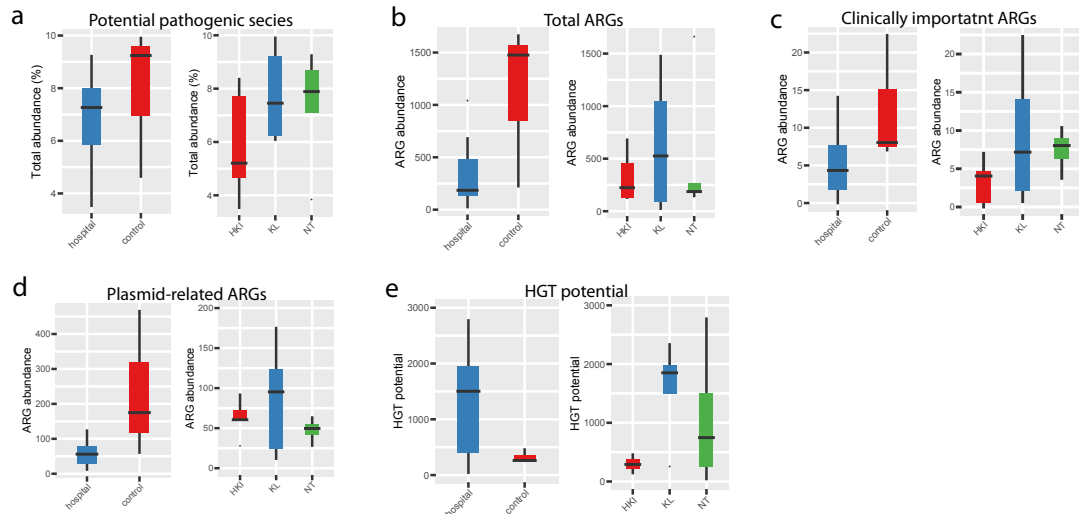 a
Potential pathogenic secies
Total abundance (%)
10
8
6
4
hospital
control
Total abundance (%)
10
8
6
4
HKI
KL
NT
b
Total ARGs
ARG abundance
1500
1000
500
0
hospital
control
ARG abundance
1500
1000
500
0
HKI
KL
NT
c
Clinically importatnt ARGs
ARG abundance
20
15
10
5
0
hospital
control
ARG abundance
20
15
10
5
0
HKI
KL
NT
d
Plasmid-related ARGs
ARG abundance
400
300
200
100
0
hospital
control
ARG abundance
200
150
100
50
0
HKI
KL
NT
e
HGT potential
HGT potential
3000
2000
1000
0
hospital
control
HGT potential
3000
2000
1000
0
HKI
KL
NT